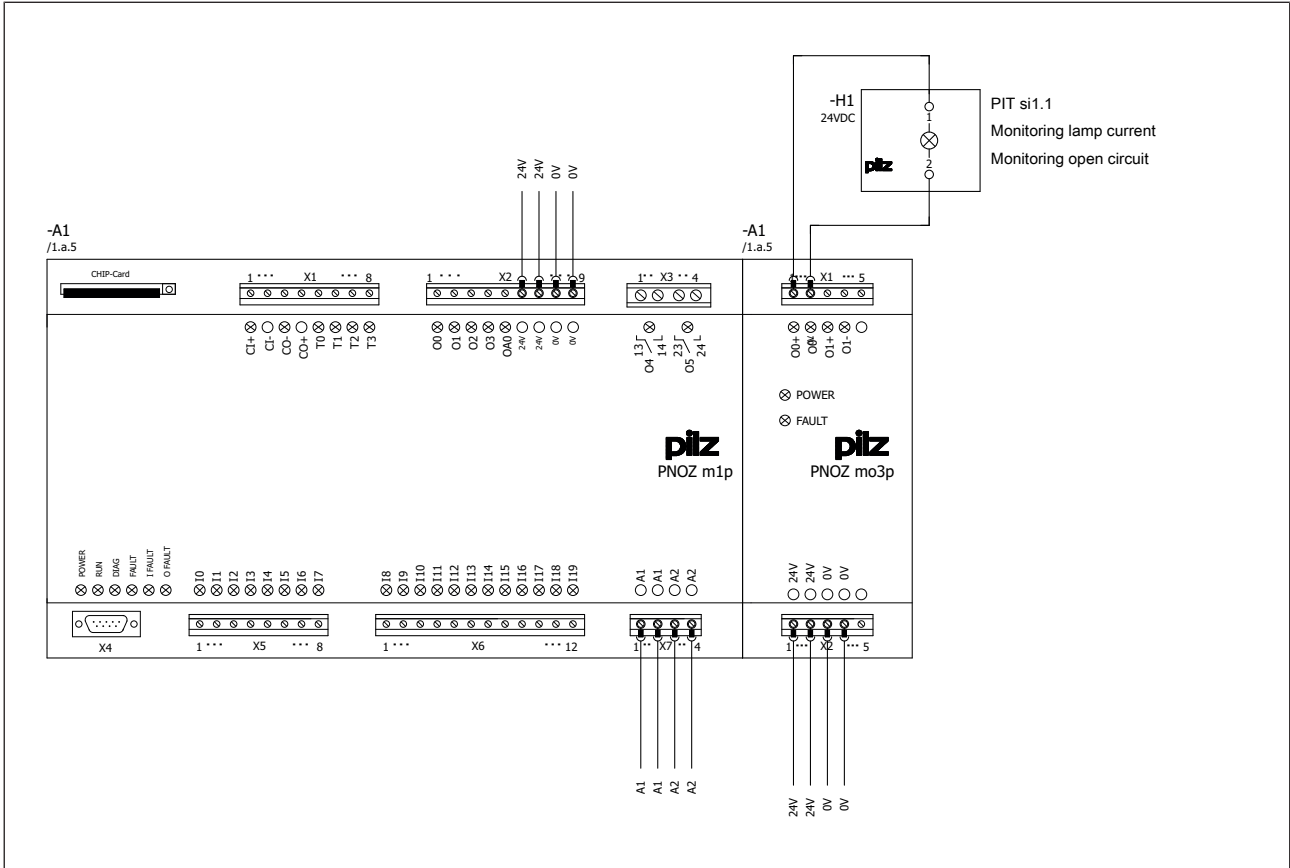 -H1
24VDC
1
2
pilz
PIT si1.1
Monitoring lamp current
Monitoring open circuit
24V
24V
0V
0V
-A1
/1.a.5
-A1
/1.a.5
CHIP-Card
1 ··· X1 ··· 8
1 ···· X2 ···· 9
1 ·· X3 ·· 4
X1 ··· 5
CI+ CI- CO- CO+ T0 T1 T2 T3
O0 O1 O2 O3 OA0 24V 24V 0V 0V
13 14 O4
23 24 O5
O0+ O1+ O1-
POWER
FAULT
pilz
PNOZ m1p
pilz
PNOZ mo3p
POWER RUN DIAG FAULT I FAULT O FAULT
I0 I1 I2 I3 I4 I5 I6 I7
I8 I9 I10 I11 I12 I13 I14 I15 I16 I17 I18 I19
A1 A1 A2 A2
24V 24V 0V 0V
X4
1 ··· X5 ··· 8
1 ··· X6 ··· 12
1 ·· X7 ·· 4
1 ··· X2 ··· 5
A1 A1 A2 A2
24V 24V 0V 0V